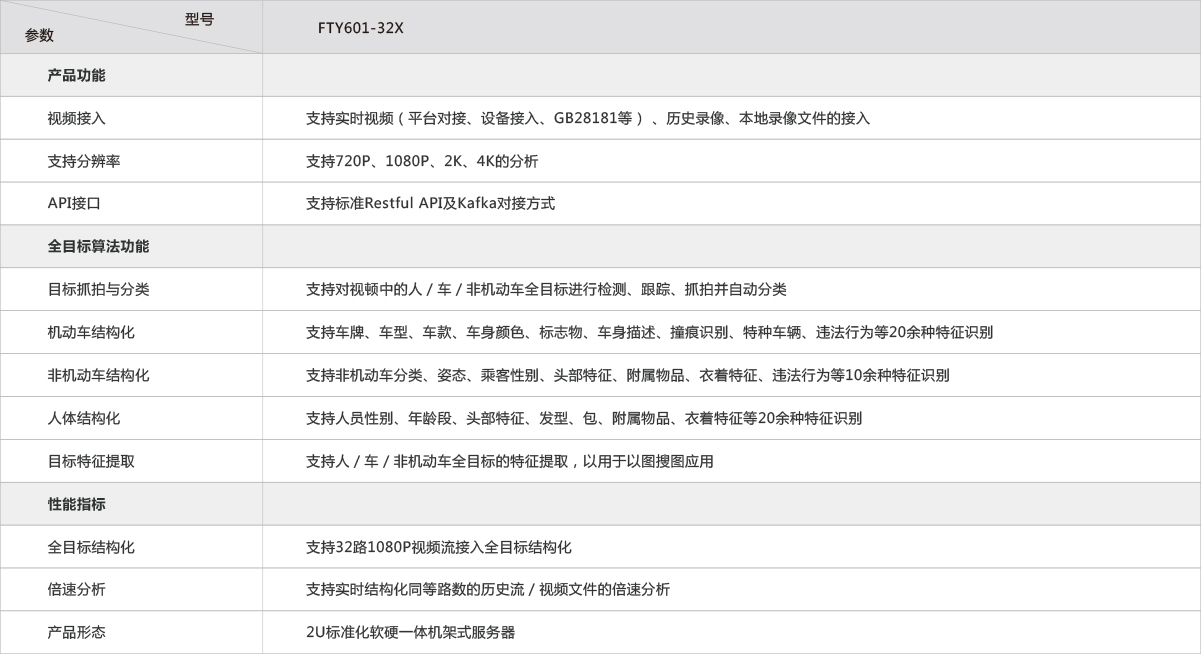 型号
参数
FTY601-32X
产品功能
视频接入 支持实时视频（平台对接、设备接入、GB28181等）、历史录像、本地录像文件的接入
支持分辨率 支持720P、1080P、2K、4K的分析
API接口 支持标准Restful API及Kafka对接方式
全目标算法功能
目标抓拍与分类 支持对视顿中的人 / 车 / 非机动车全目标进行检测、跟踪、抓拍并自动分类
机动车结构化 支持车牌、车型、车款、车身颜色、标志物、车身描述、撞痕识别、特种车辆、违法行为等20余种特征识别
非机动车结构化 支持非机动车分类、姿态、乘客性别、头部特征、附属物品、衣着特征、违法行为等10余种特征识别
人体结构化 支持人员性别、年龄段、头部特征、发型、包、附属物品、衣着特征等20余种特征识别
目标特征提取 支持人 / 车 / 非机动车全目标的特征提取，以用于以图搜图应用
性能指标
全目标结构化 支持32路1080P视频流接入全目标结构化
倍速分析 支持实时结构化同等路数的历史流 / 视频文件的倍速分析
产品形态 2U标准化软硬一体机架式服务器